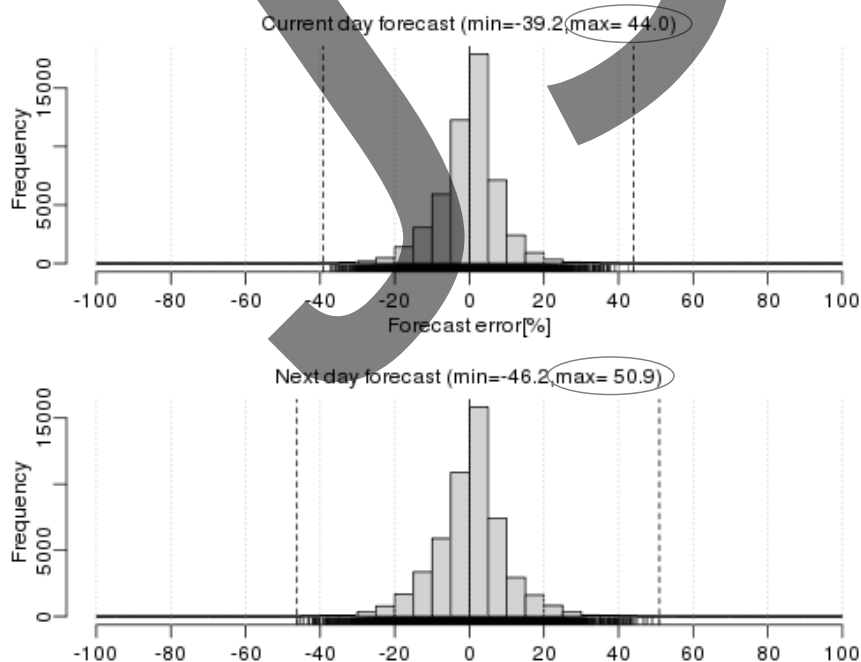 Current day forecast (min=-39.2,max= 44.0)
Frequency
15000
5000
0
-100 -80 -60 -40 -20 0 20 40 60 80 100
Forecast error[%]
Next day forecast (min=-46.2,max= 50.9)
Frequency
15000
5000
0
-100 -80 -60 -40 -20 0 20 40 60 80 100